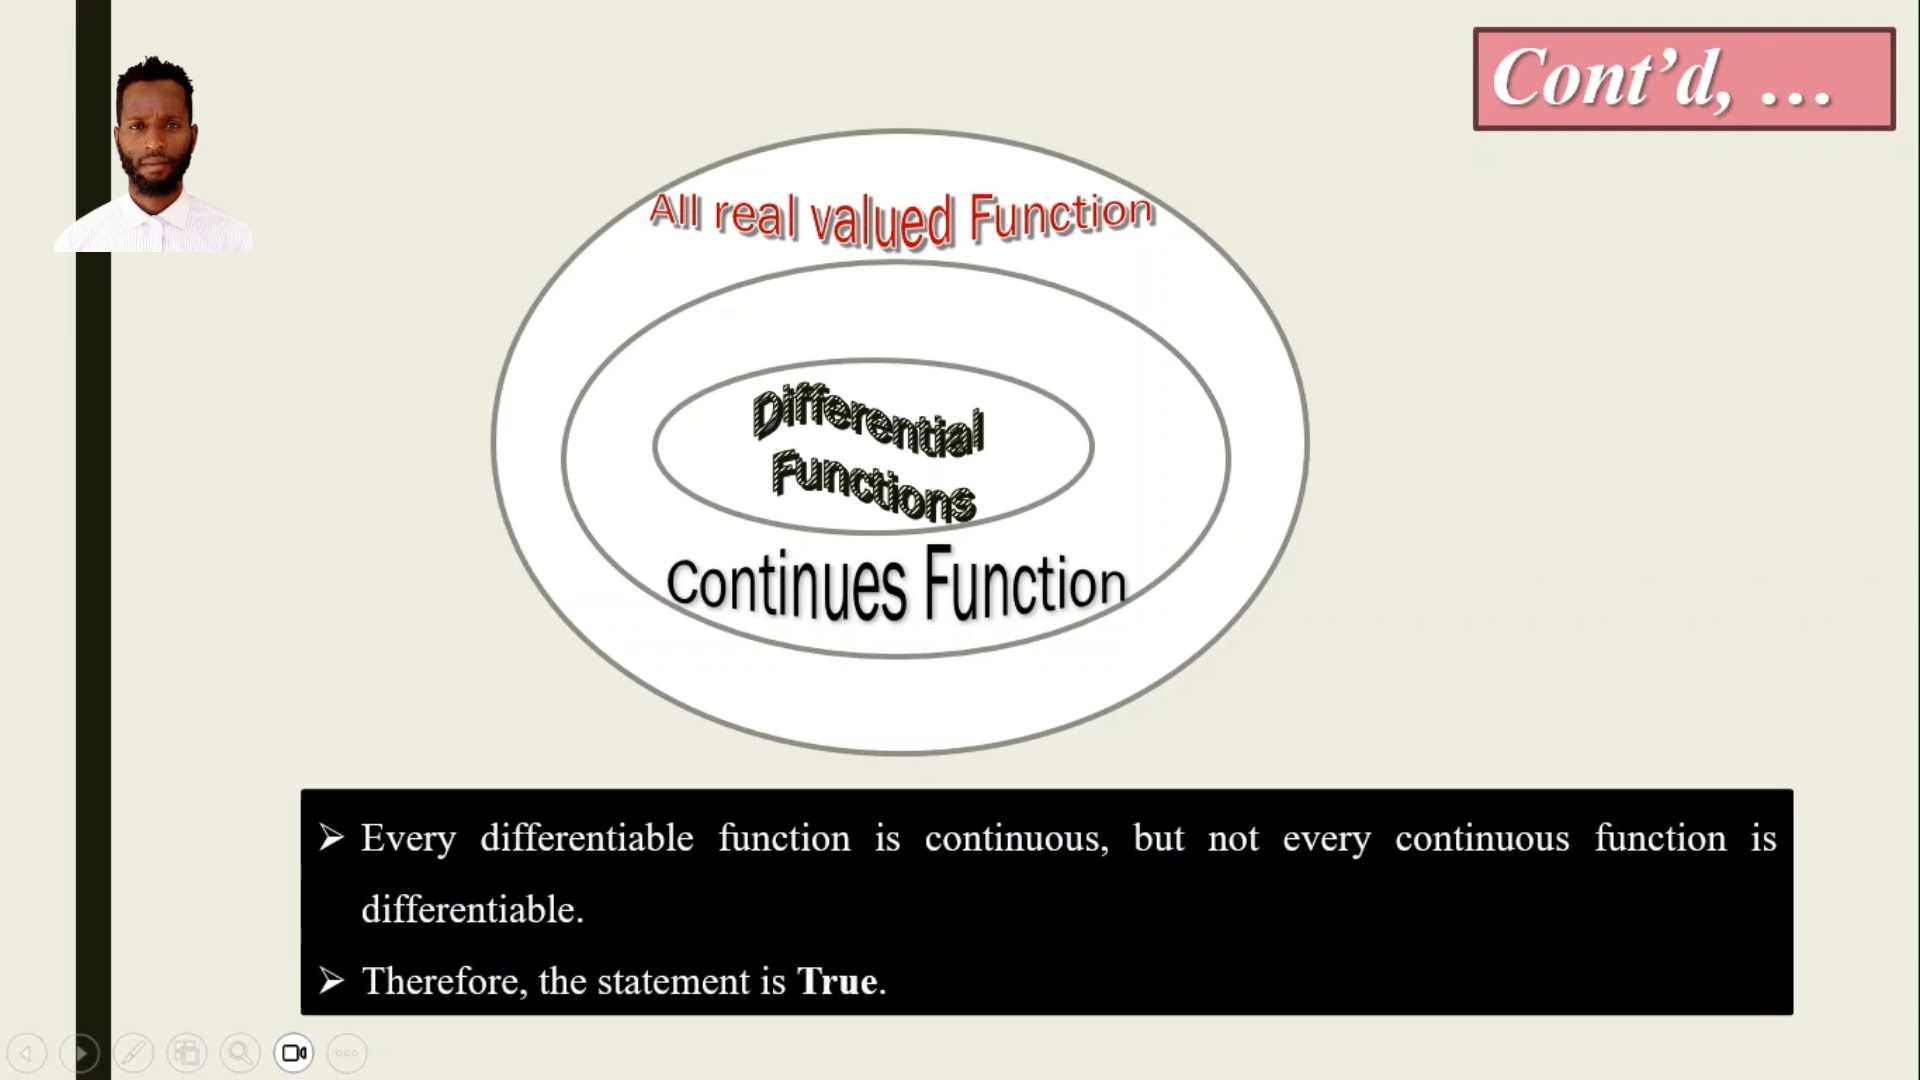 Cont’d, …
All real valued Function
Differential
Functions
Continues Function
➢ Every differentiable function is continuous, but not every continuous function is
differentiable.
➢ Therefore, the statement is True.